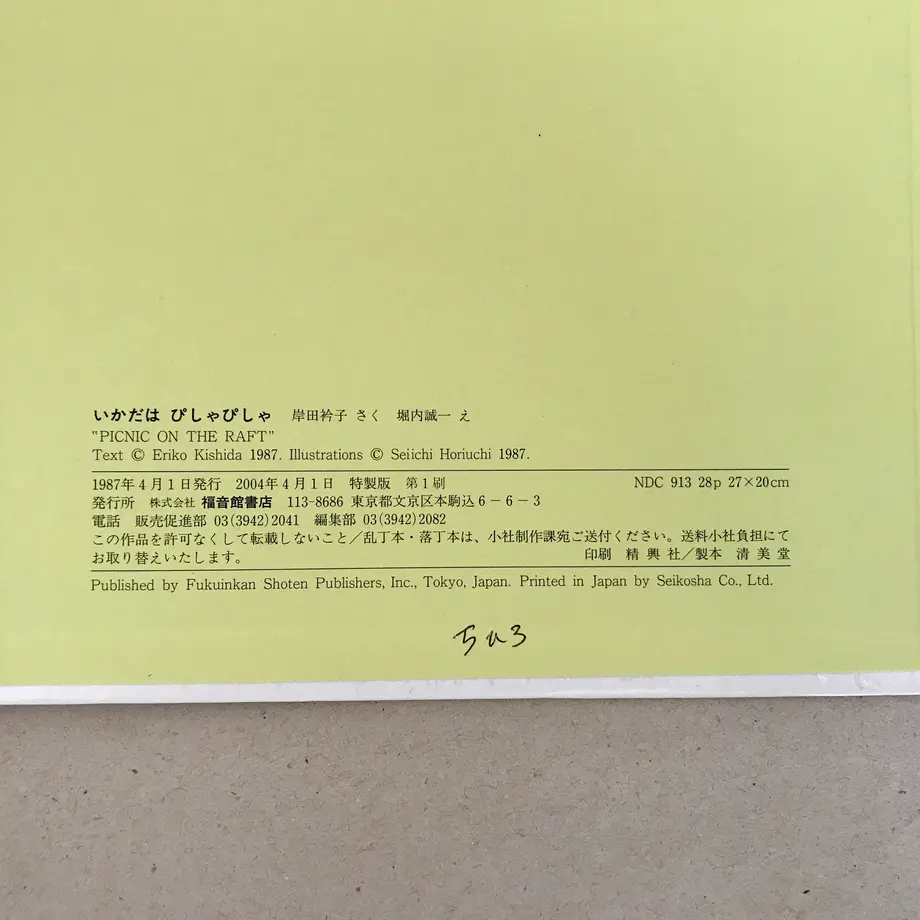 いかだは ぴしゃぴしゃ 岸田衿子 さく 堀内誠一 え
"PICNIC ON THE RAFT"
Text © Eriko Kishida 1987. Illustrations © Seiichi Horiuchi 1987.
1987年4月1日発行 2004年4月1日 特製版 第1刷 NDC 913 28p 27×20cm
発行所 株式会社 福音館書店 113-8686 東京都文京区本駒込6-6-3
電話 販売促進部 03(3942)2041 編集部 03(3942)2082
この作品を許可なくして転載しないこと/乱丁本・落丁本は、小社制作課宛ご送付ください。送料小社負担にて
お取り替えいたします。 印刷 精興社/製本 清美堂
Published by Fukuinkan Shoten Publishers, Inc., Tokyo, Japan. Printed in Japan by Seikosha Co., Ltd.
ちひろ